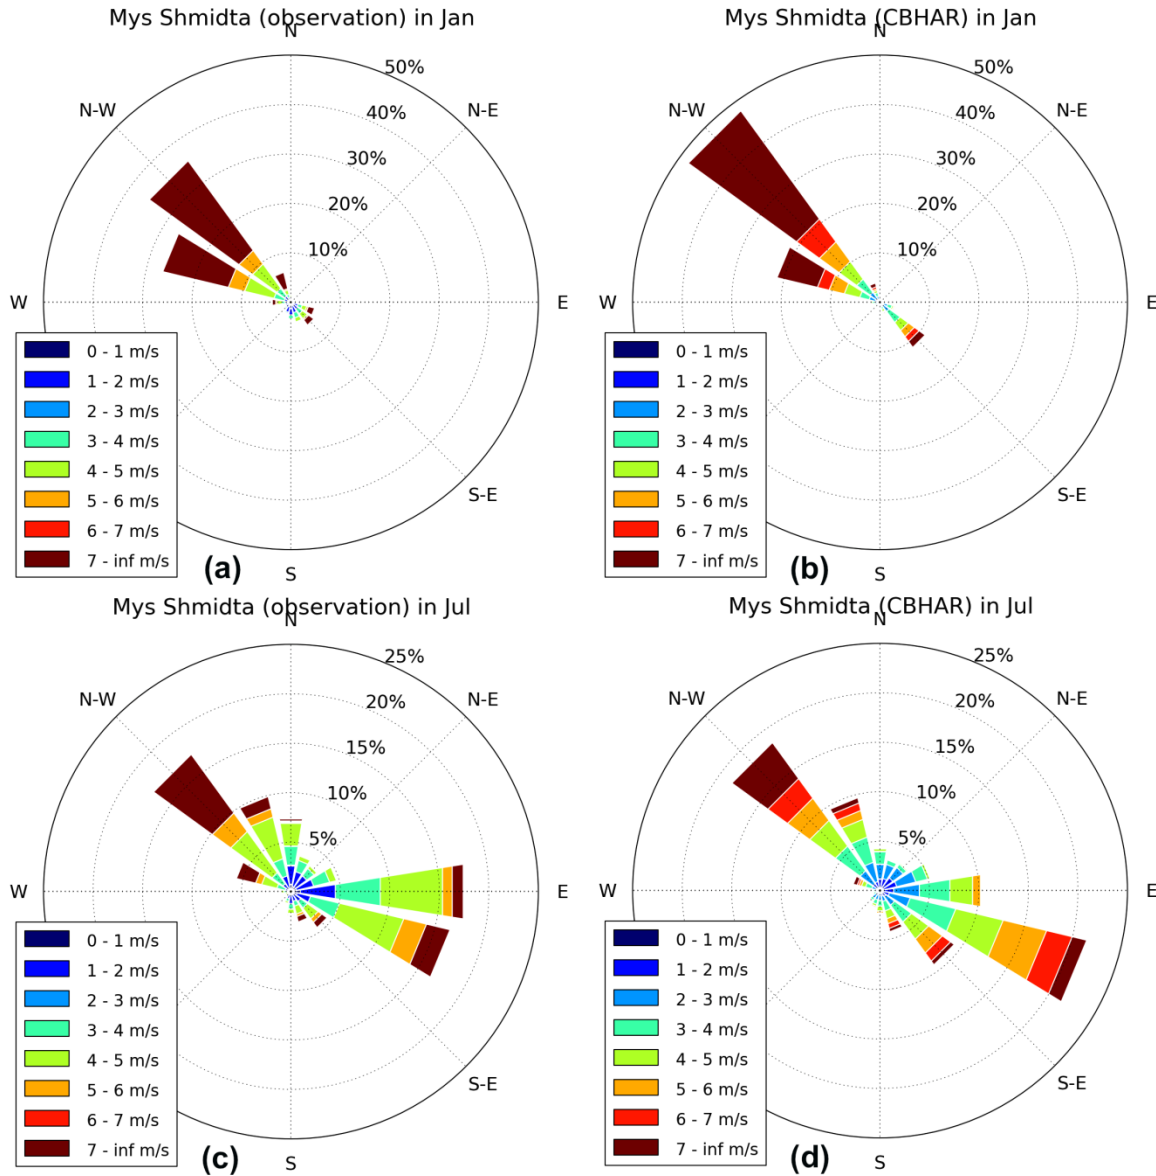 Mys Shmidta (observation) in Jan
N
50%
N-W
N-E
40%
30%
20%
10%
W
E
0 - 1 m/s
1 - 2 m/s
2 - 3 m/s
3 - 4 m/s
4 - 5 m/s
5 - 6 m/s
6 - 7 m/s
7 - inf m/s
S-E
(a)
S
Mys Shmidta (CBHAR) in Jan
N
50%
N-W
N-E
40%
30%
20%
10%
W
E
0 - 1 m/s
1 - 2 m/s
2 - 3 m/s
3 - 4 m/s
4 - 5 m/s
5 - 6 m/s
6 - 7 m/s
7 - inf m/s
S-E
(b)
S
Mys Shmidta (observation) in Jul
N
25%
N-W
N-E
20%
15%
10%
5%
W
E
0 - 1 m/s
1 - 2 m/s
2 - 3 m/s
3 - 4 m/s
4 - 5 m/s
5 - 6 m/s
6 - 7 m/s
7 - inf m/s
S-E
(c)
S
Mys Shmidta (CBHAR) in Jul
N
25%
N-W
N-E
20%
15%
10%
5%
W
E
0 - 1 m/s
1 - 2 m/s
2 - 3 m/s
3 - 4 m/s
4 - 5 m/s
5 - 6 m/s
6 - 7 m/s
7 - inf m/s
S-E
(d)
S